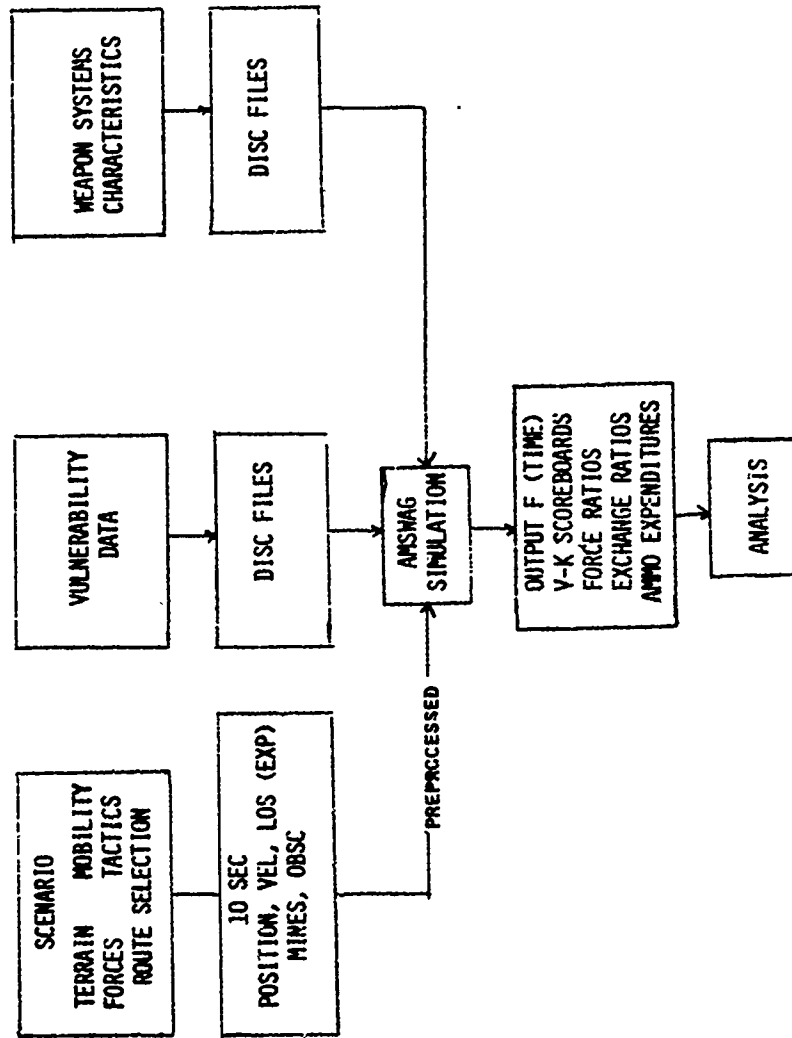 SCENARIO
TERRAIN MOBILITY
FORCES TACTICS
ROUTE SELECTION
10 SEC
POSITION, VEL, LOS (EXP)
MINES, OBSC
PREPROCESSED
VULNERABILITY
DATA
DISC FILES
WEAPON SYSTEMS
CHARACTERISTICS
DISC FILES
AMSWAG
SIMULATION
OUTPUT F (TIME)
V-K SCOREBOARDS
FORCE RATIOS
EXCHANGE RATIOS
AMMO EXPENDITURES
ANALYSIS